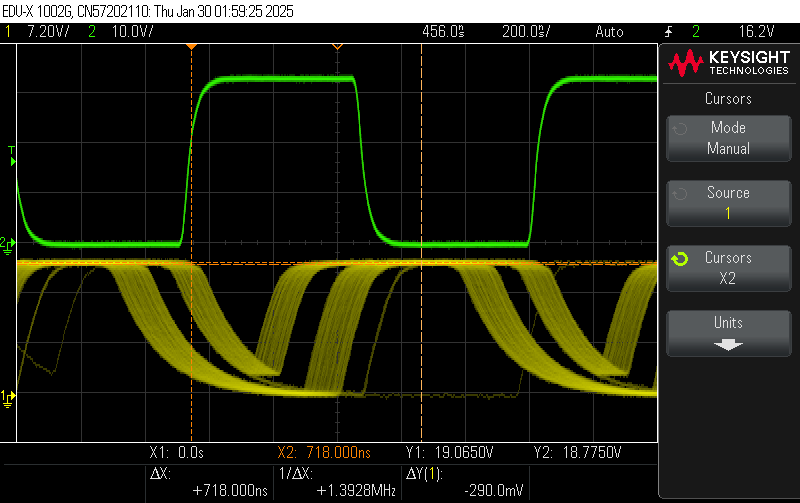 EDU-X 1002G, CN57202110: Thu Jan 30 01:59:25 2025
1 7.20V/ 2 10.0V/ 456.0s 200.0s/ Auto 2 16.2V
KEYSIGHT
TECHNOLOGIES
Cursors
Mode
Manual
Source
1
Cursors
X2
Units
T
2
1
X1: 0.0s X2: 718.000ns Y1: 19.0650V Y2: 18.7750V
ΔX: 1/ΔX: ΔY(1):
+718.000ns +1.3928MHz -290.0mV